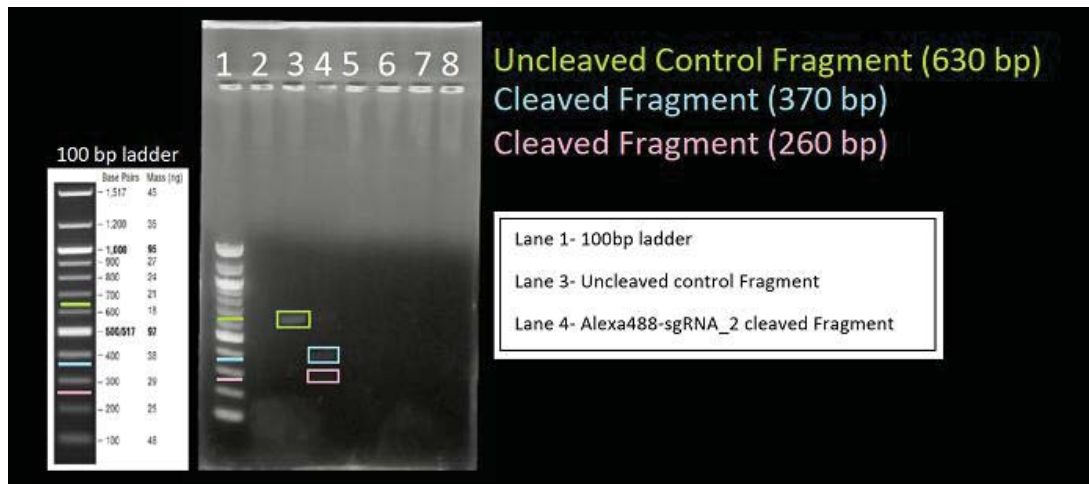 1 2 3 4 5 6 7 8
Uncleaved Control Fragment (630 bp)
Cleaved Fragment (370 bp)
Cleaved Fragment (260 bp)
100 bp ladder
Base Pairs Mass (ng)
1,517 45
1,200 35
1,000 95
900 27
800 24
700 21
600 18
500/517 97
400 38
300 29
200 25
100 48
Lane 1- 100bp ladder
Lane 3- Uncleaved control Fragment
Lane 4- Alexa488-sgRNA_2 cleaved Fragment